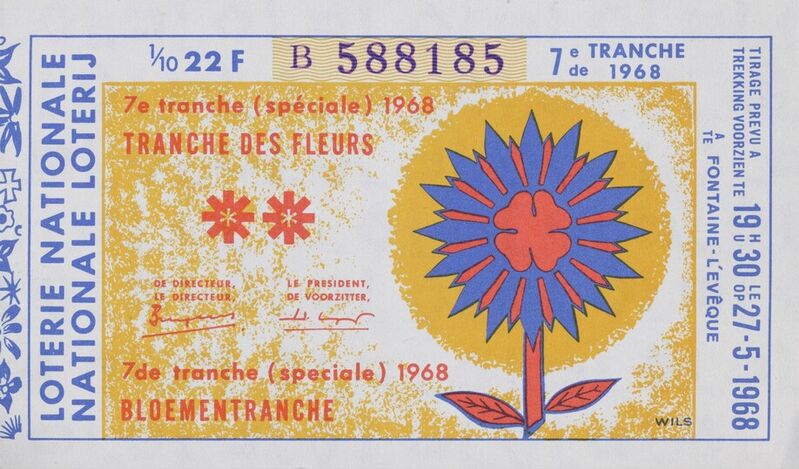 LOTERIE NATIONALE
NATIONALE LOTERIJ
1/10 22 F
B 588185
7e TRANCHE
de 1968
7e tranche (spéciale) 1968
TRANCHE DES FLEURS
DE DIRECTEUR,
LE DIRECTEUR,
LE PRESIDENT,
DE VOORZITTER,
7de tranche (speciale) 1968
BLOEMENTRANCHE
WILS
TIRAGE PREVU A
TREKKING VOORZIEN TE
À
TE FONTAINE-L'EVÊQUE
19 H 30 LE 27-5-1968
U OP